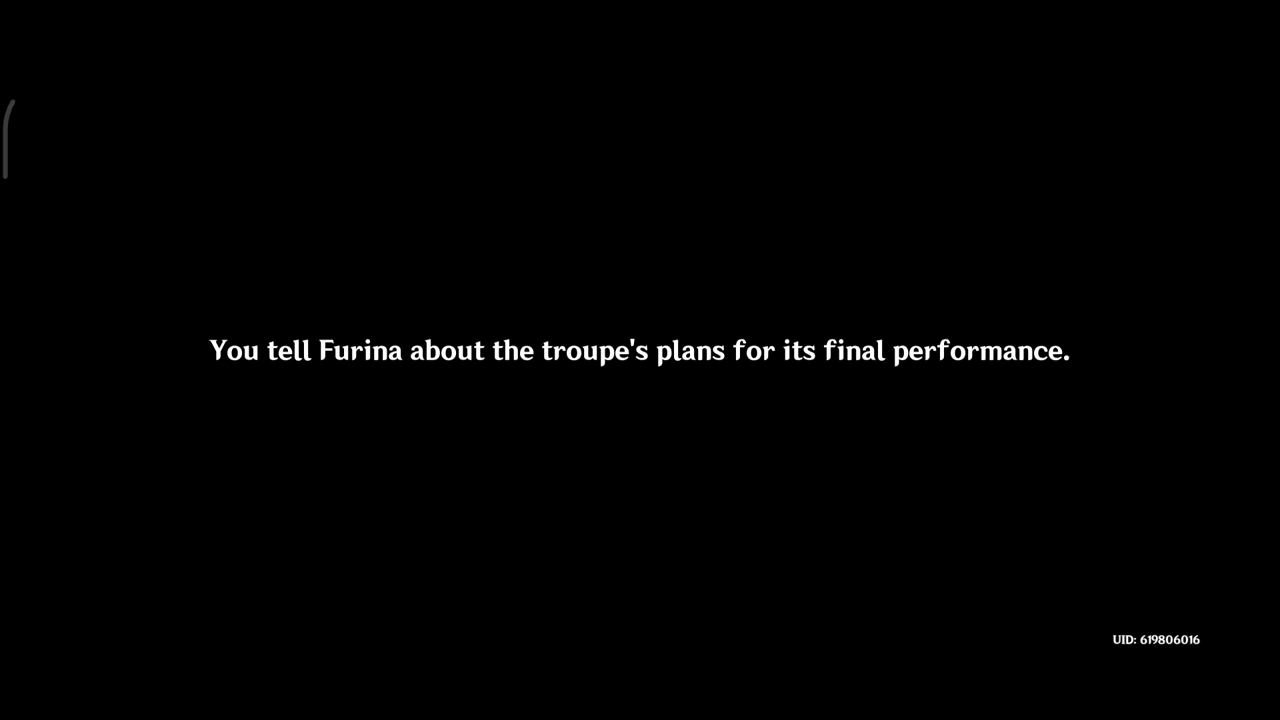 You tell Furina about the troupe's plans for its final performance.
UID: 619806016